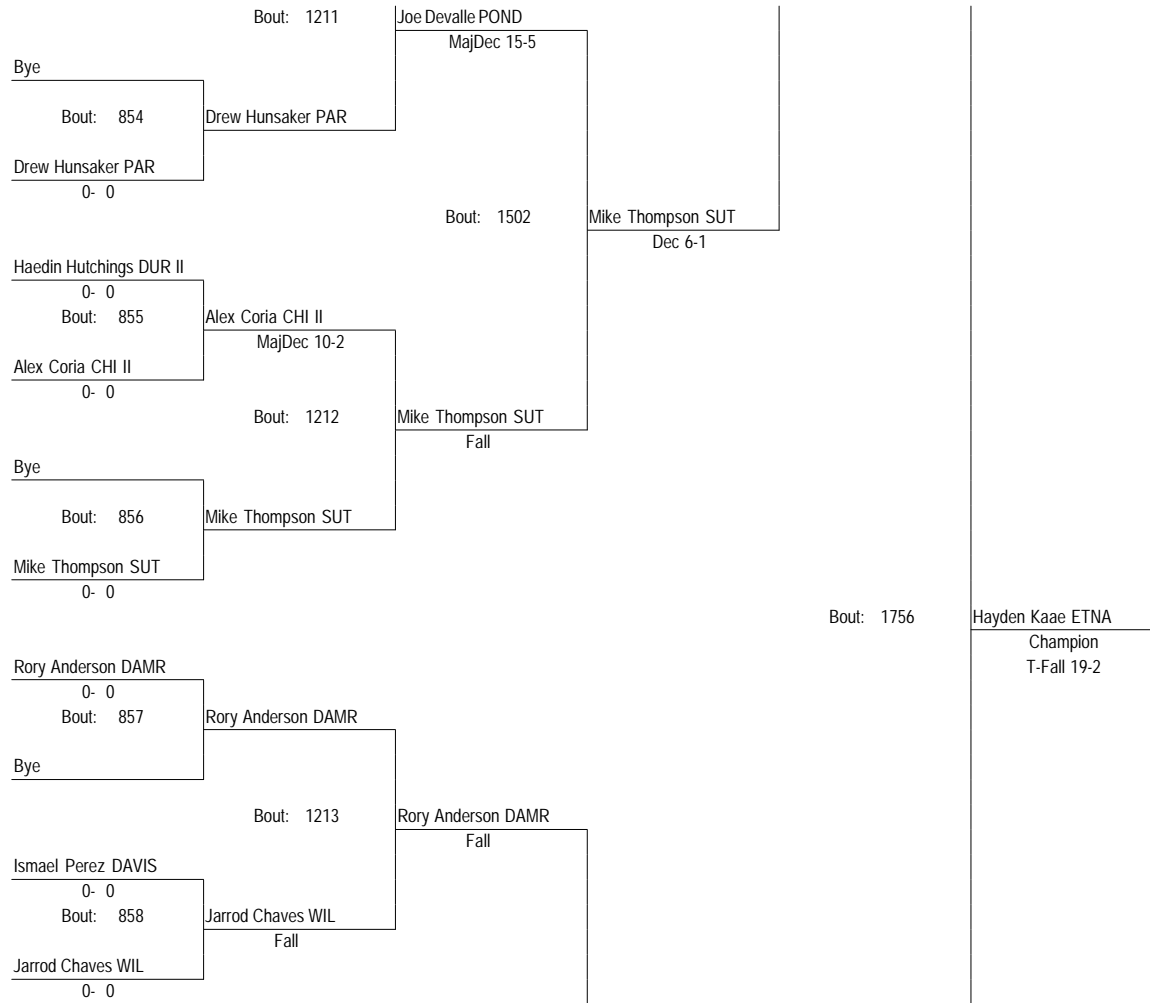 Bout: 1211 Joe Devalle POND
MajDec 15-5
Bye
Bout: 854 Drew Hunsaker PAR
Drew Hunsaker PAR
0- 0
Bout: 1502 Mike Thompson SUT
Dec 6-1
Haedin Hutchings DUR II
0- 0
Bout: 855 Alex Coria CHI II
MajDec 10-2
Alex Coria CHI II
0- 0
Bout: 1212 Mike Thompson SUT
Fall
Bye
Bout: 856 Mike Thompson SUT
Mike Thompson SUT
0- 0
Bout: 1756 Hayden Kaae ETNA
Champion
T-Fall 19-2
Rory Anderson DAMR
0- 0
Bout: 857 Rory Anderson DAMR
Bye
Bout: 1213 Rory Anderson DAMR
Fall
Ismael Perez DAVIS
0- 0
Bout: 858 Jarrod Chaves WIL
Fall
Jarrod Chaves WIL
0- 0